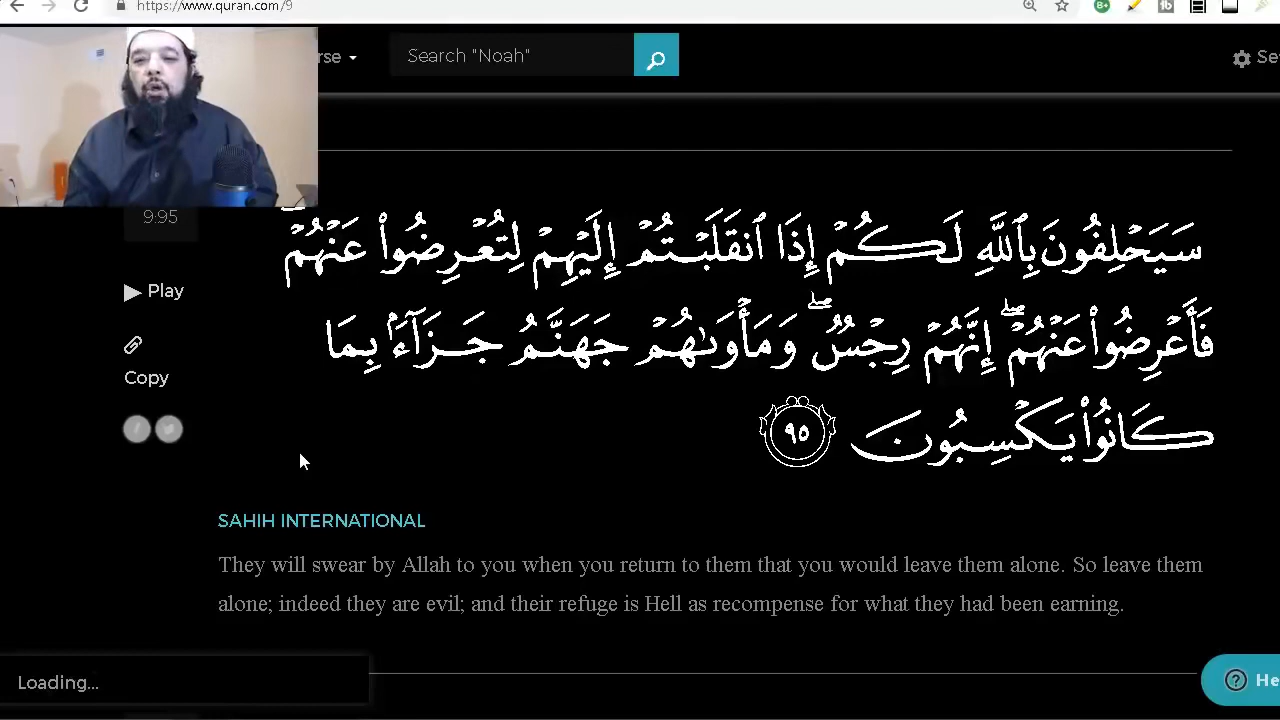 https://www.quran.com/9
Search "Noah"
9:95
سَيَحْلِفُونَ بِٱللَّهِ لَكُمْ إِذَا ٱنقَلَبْتُمْ إِلَيْهِمْ لِتُعْرِضُوا۟ عَنْهُمْ ۖ
فَأَعْرِضُوا۟ عَنْهُمْ ۖ إِنَّهُمْ رِجْسٌ ۖ وَمَأْوَىٰهُمْ جَهَنَّمُ جَزَآءًۢ بِمَا
كَانُوا۟ يَكْسِبُونَ ٩٥
Play
Copy
SAHIH INTERNATIONAL
They will swear by Allah to you when you return to them that you would leave them alone. So leave them
alone; indeed they are evil; and their refuge is Hell as recompense for what they had been earning.
Loading...